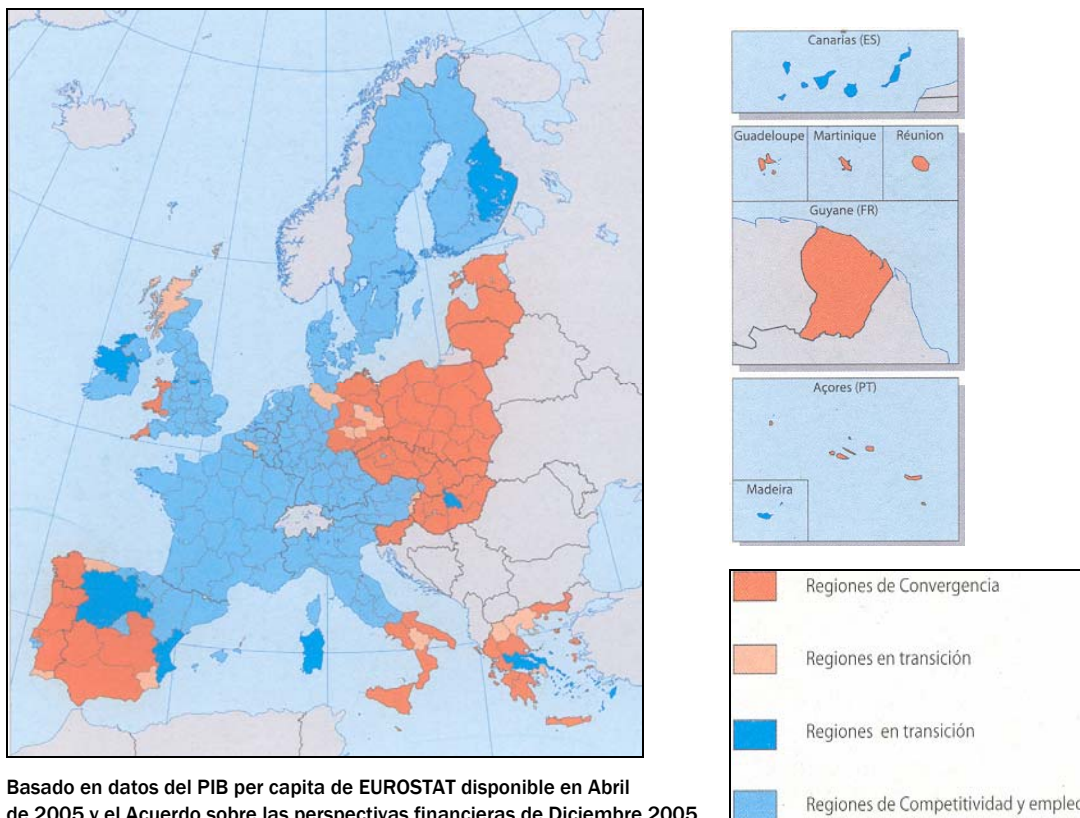 Canarias (ES)
Guadeloupe
Martinique
Réunion
Guyane (FR)
Açores (PT)
Madeira
Regiones de Convergencia
Regiones en transición
Regiones en transición
Regiones de Competitividad y empleo
Basado en datos del PIB per capita de EUROSTAT disponible en Abril
de 2005 y el Acuerdo sobre las perspectivas financieras de Diciembre 2005